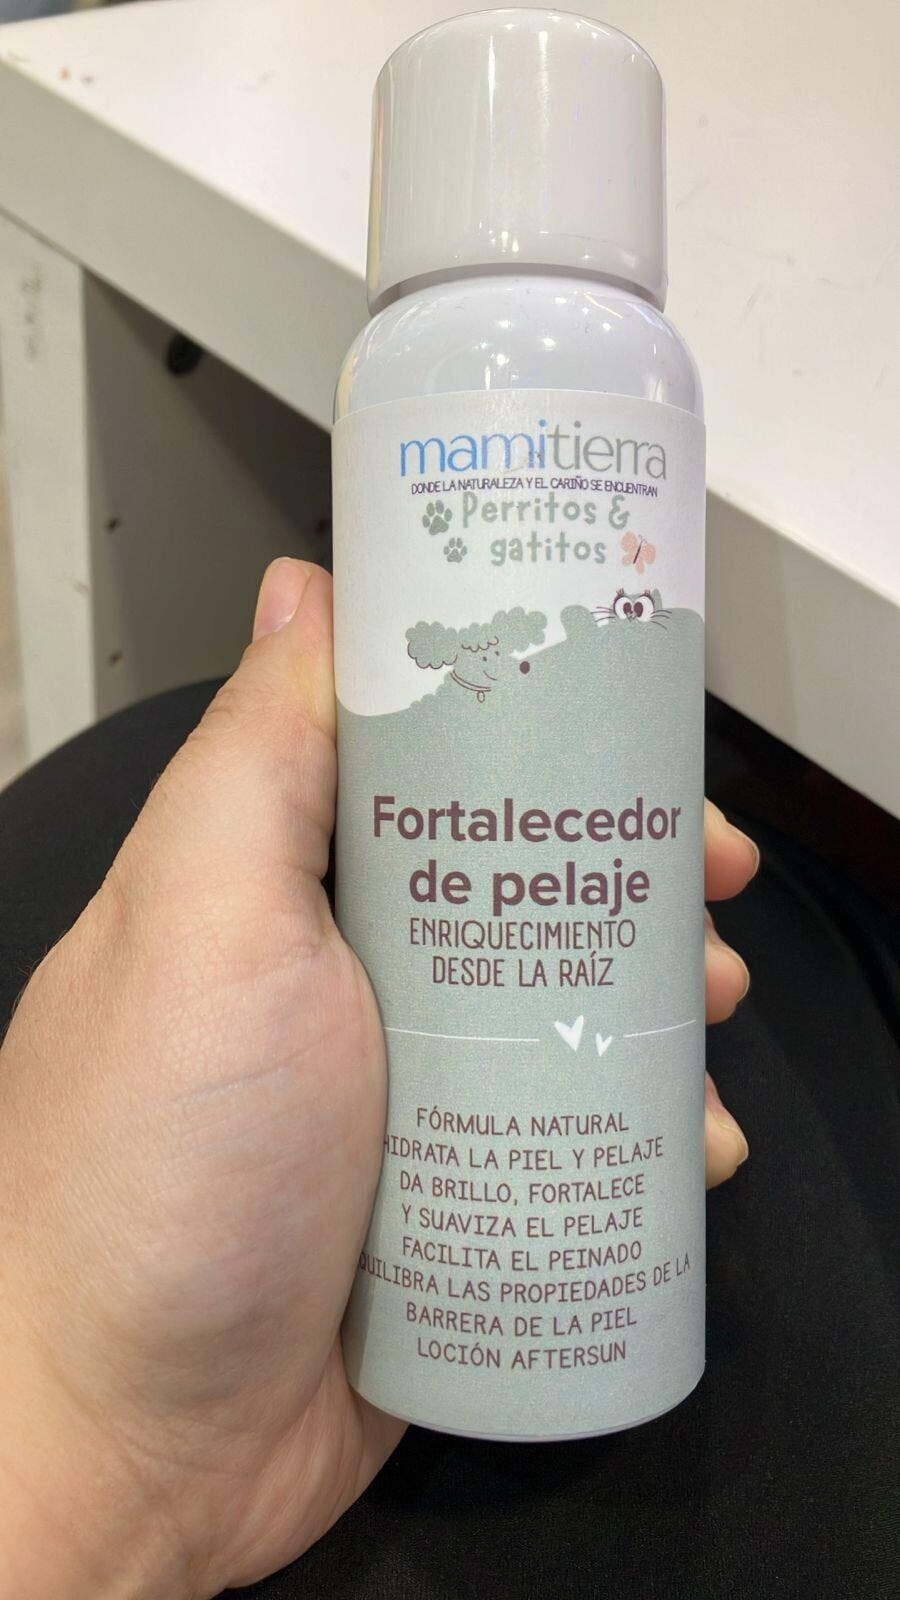 mamitierra
DONDE LA NATURALEZA Y EL CARIÑO SE ENCUENTRAN
Perritos &
gatitos
Fortalecedor
de pelaje
ENRIQUECIMIENTO
DESDE LA RAÍZ
FÓRMULA NATURAL
HIDRATA LA PIEL Y PELAJE
DA BRILLO, FORTALECE
Y SUAVIZA EL PELAJE
FACILITA EL PEINADO
QUILIBRA LAS PROPIEDADES DE LA
BARRERA DE LA PIEL
LOCIÓN AFTERSUN